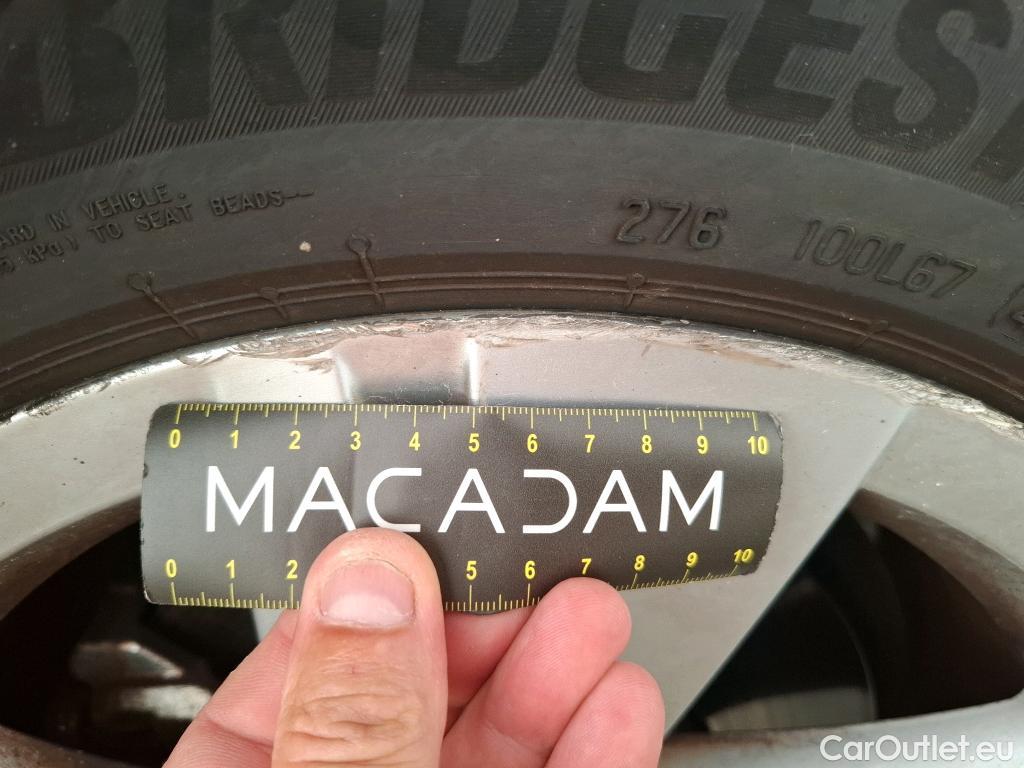 BRIDGES
ARD IN VEHICLE.
5 KPa) TO SEAT BEADS--
276
100L67
0 1 2 3 4 5 6 7 8 9 10
MACADAM
0 1 2 5 6 7 8 9 10
CarOutlet.eu